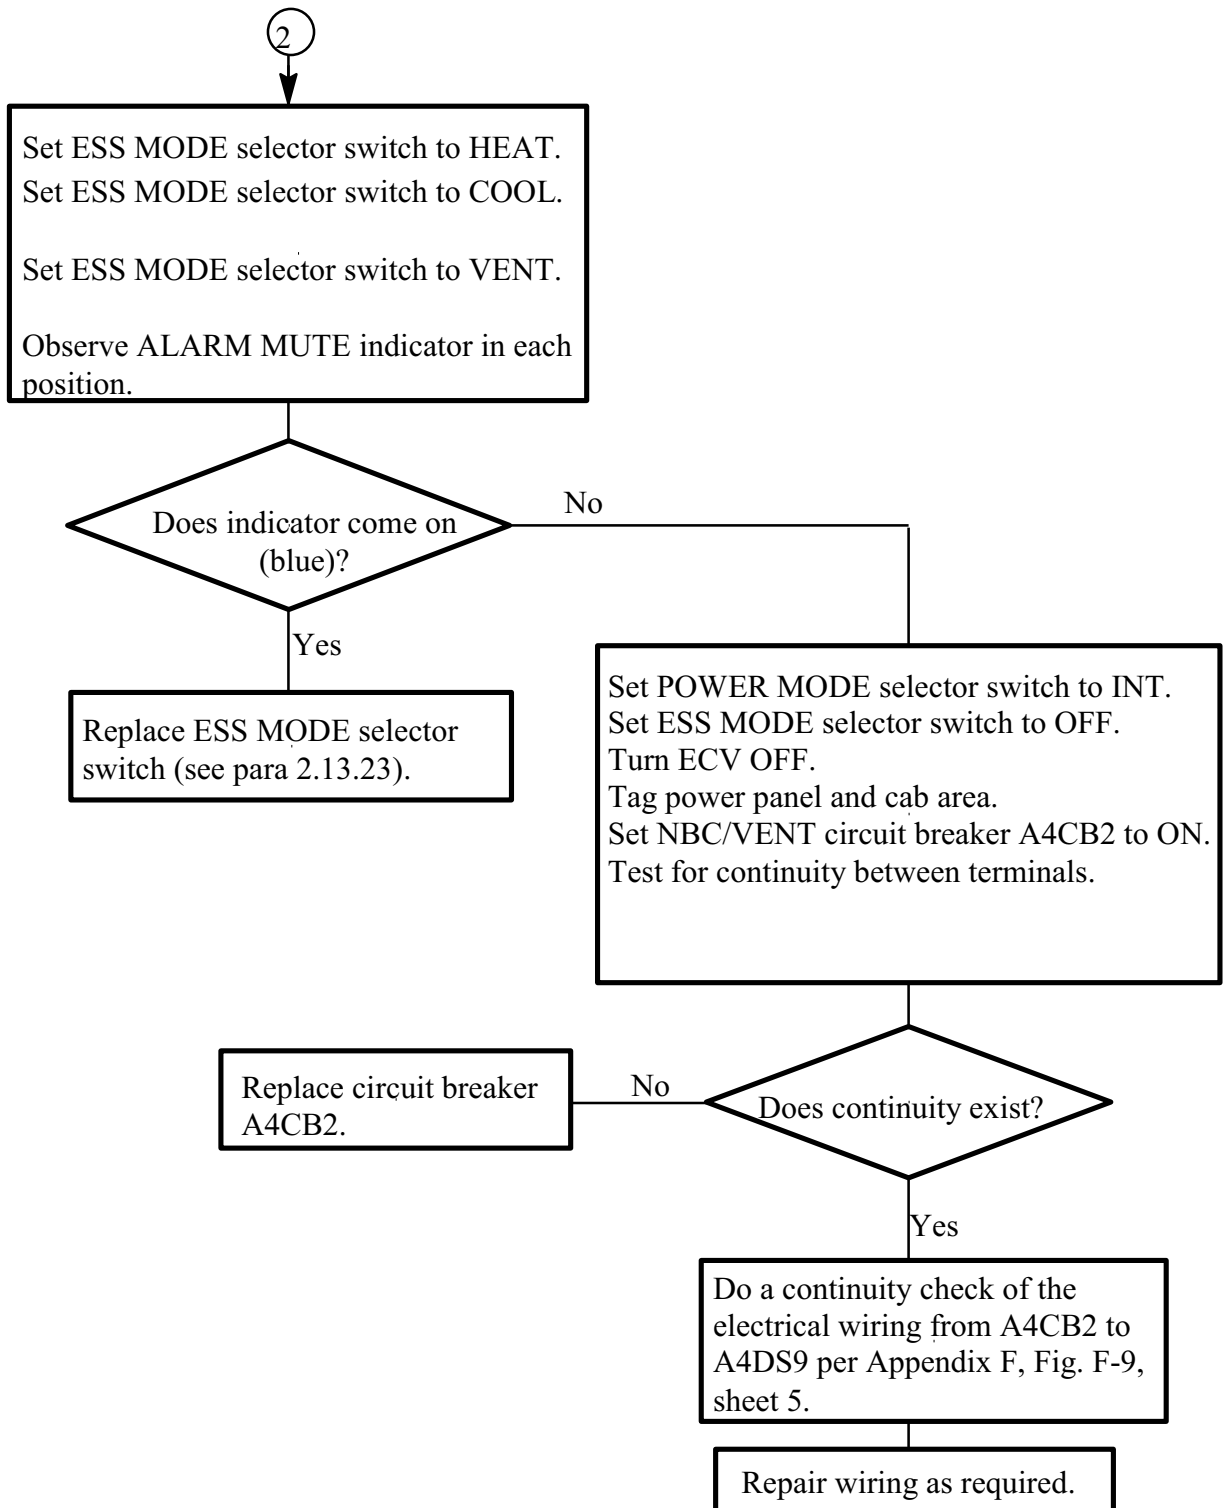 2
Set ESS MODE selector switch to HEAT.
Set ESS MODE selector switch to COOL.
Set ESS MODE selector switch to VENT.
Observe ALARM MUTE indicator in each
position.
Does indicator come on
(blue)?
No
Yes
Replace ESS MODE selector
switch (see para 2.13.23).
Set POWER MODE selector switch to INT.
Set ESS MODE selector switch to OFF.
Turn ECV OFF.
Tag power panel and cab area.
Set NBC/VENT circuit breaker A4CB2 to ON.
Test for continuity between terminals.
Does continuity exist?
No
Replace circuit breaker
A4CB2.
Yes
Do a continuity check of the
electrical wiring from A4CB2 to
A4DS9 per Appendix F, Fig. F-9,
sheet 5.
Repair wiring as required.